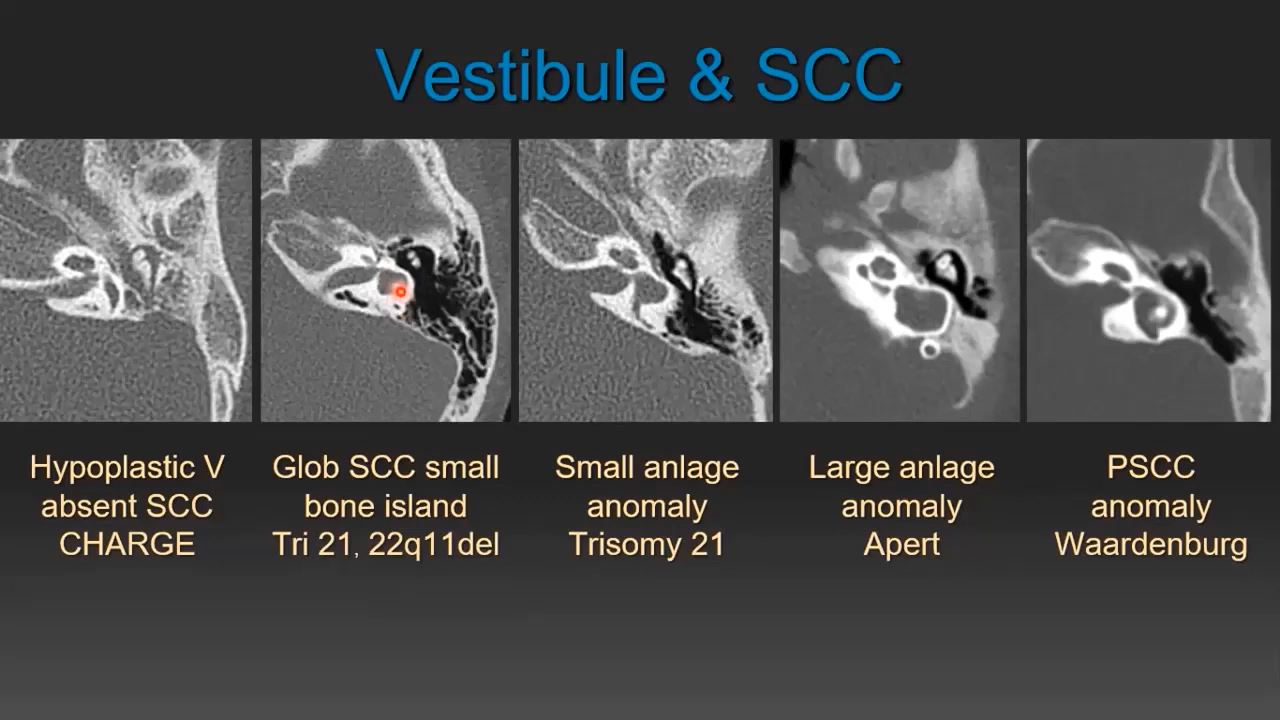 Vestibule & SCC
Hypoplastic V
absent SCC
CHARGE
Glob SCC small
bone island
Tri 21, 22q11del
Small anlage
anomaly
Trisomy 21
Large anlage
anomaly
Apert
PSCC
anomaly
Waardenburg